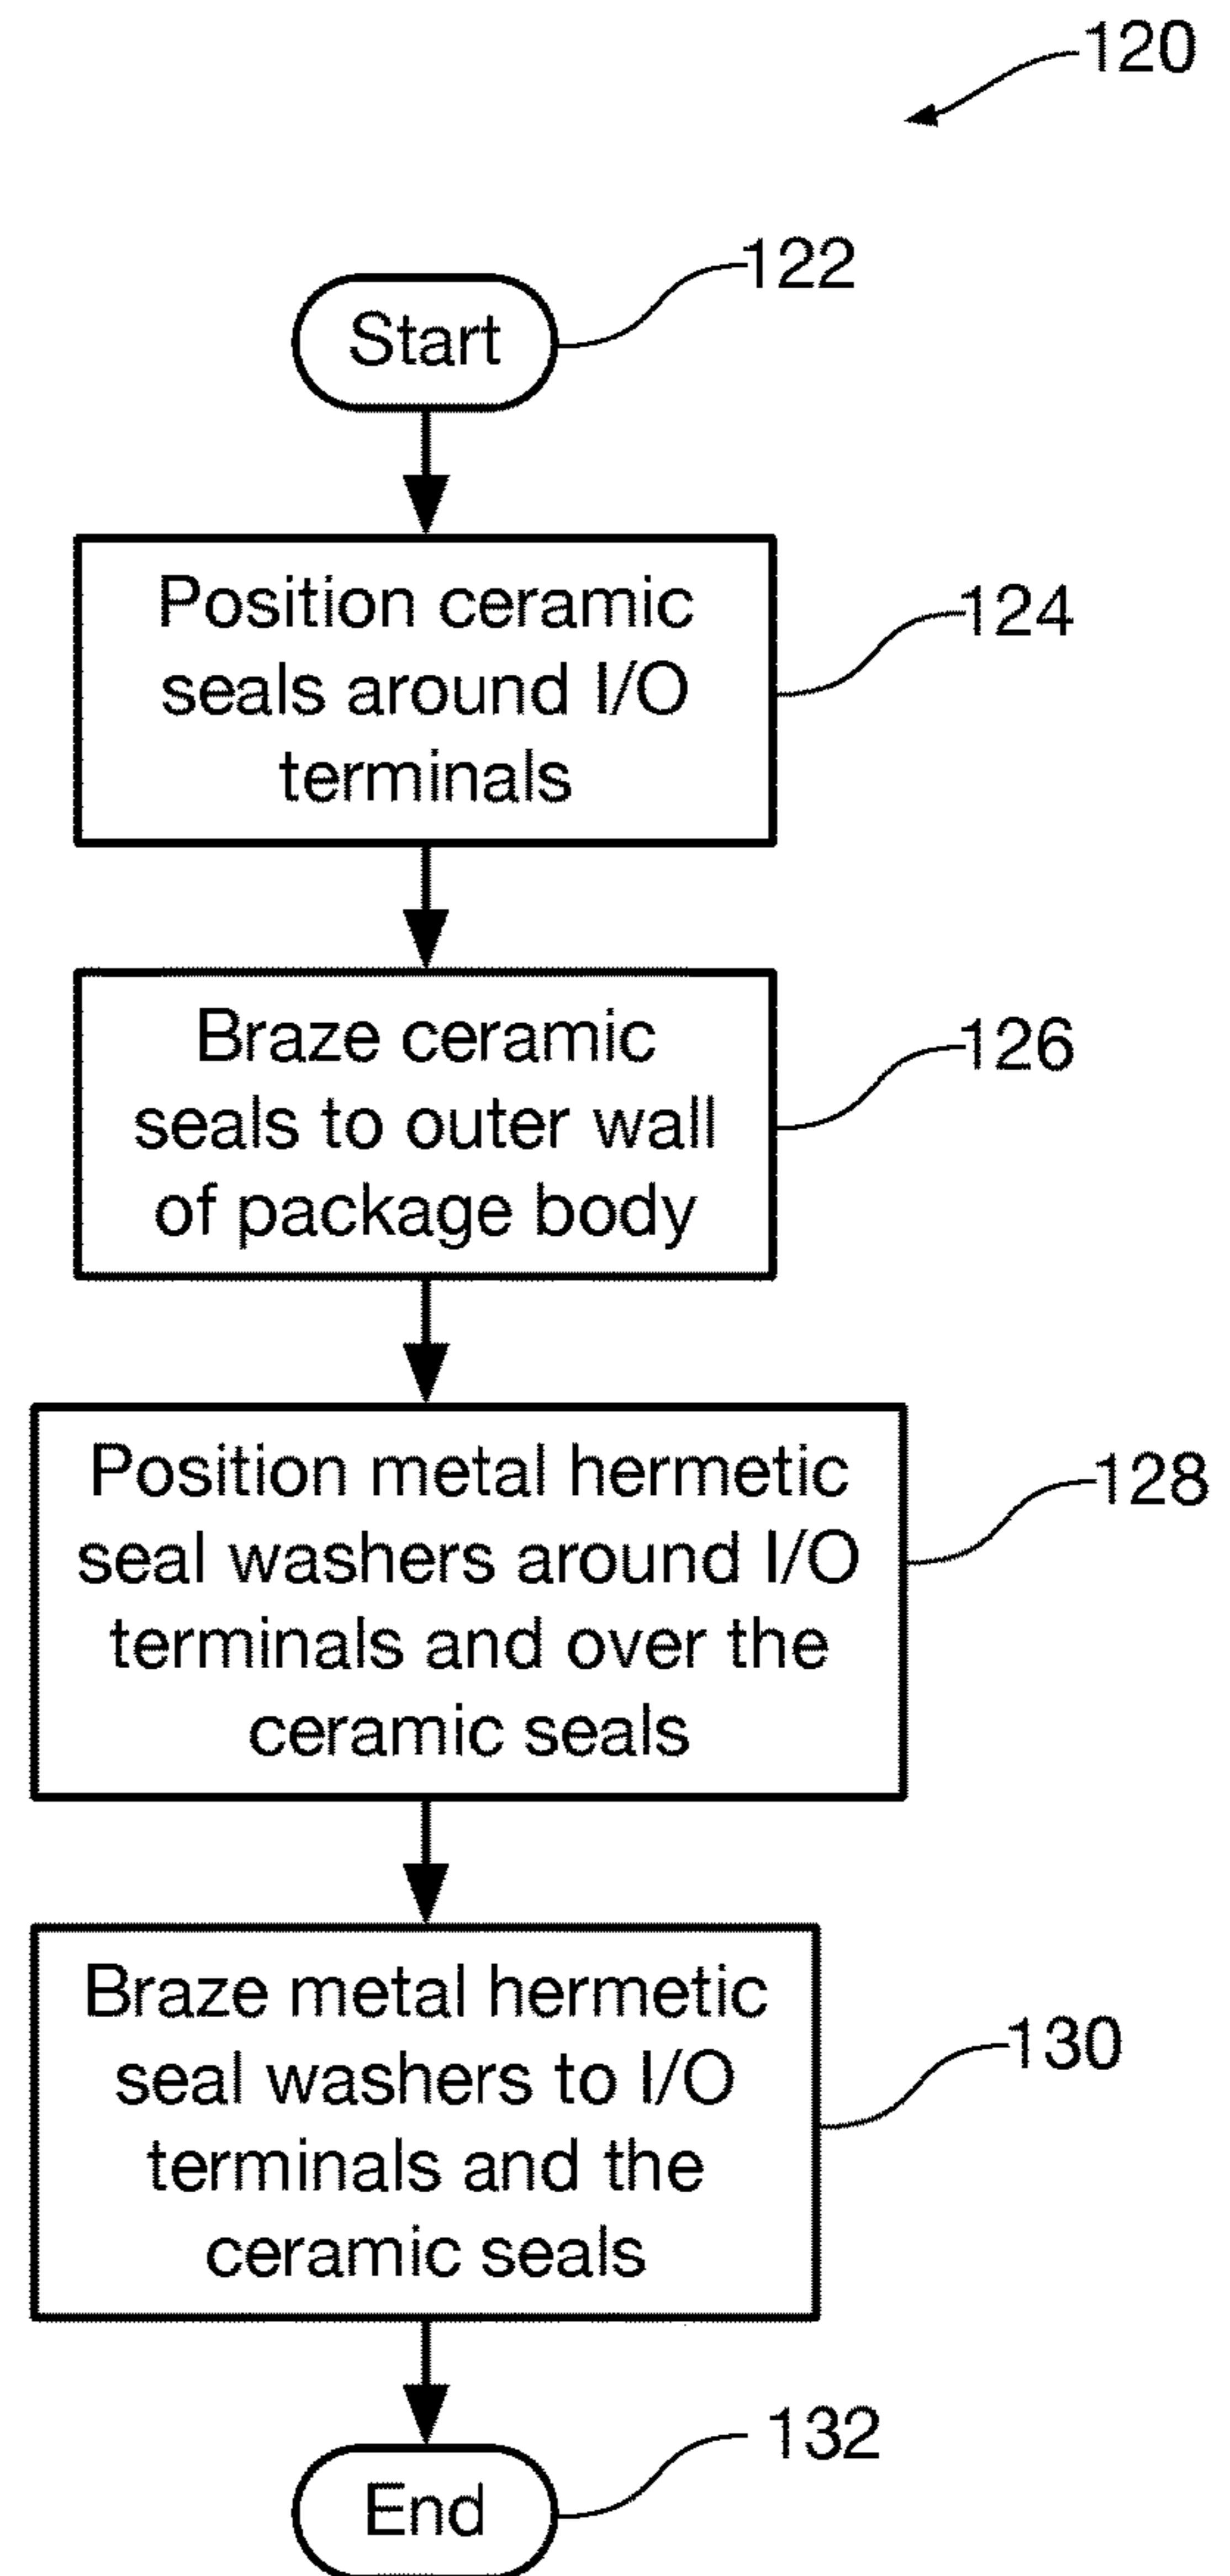 120
122
Start
Position ceramic
seals around I/O
terminals
124
Braze ceramic
seals to outer wall
of package body
126
Position metal hermetic
seal washers around I/O
terminals and over the
ceramic seals
128
Braze metal hermetic
seal washers to I/O
terminals and the
ceramic seals
130
132
End